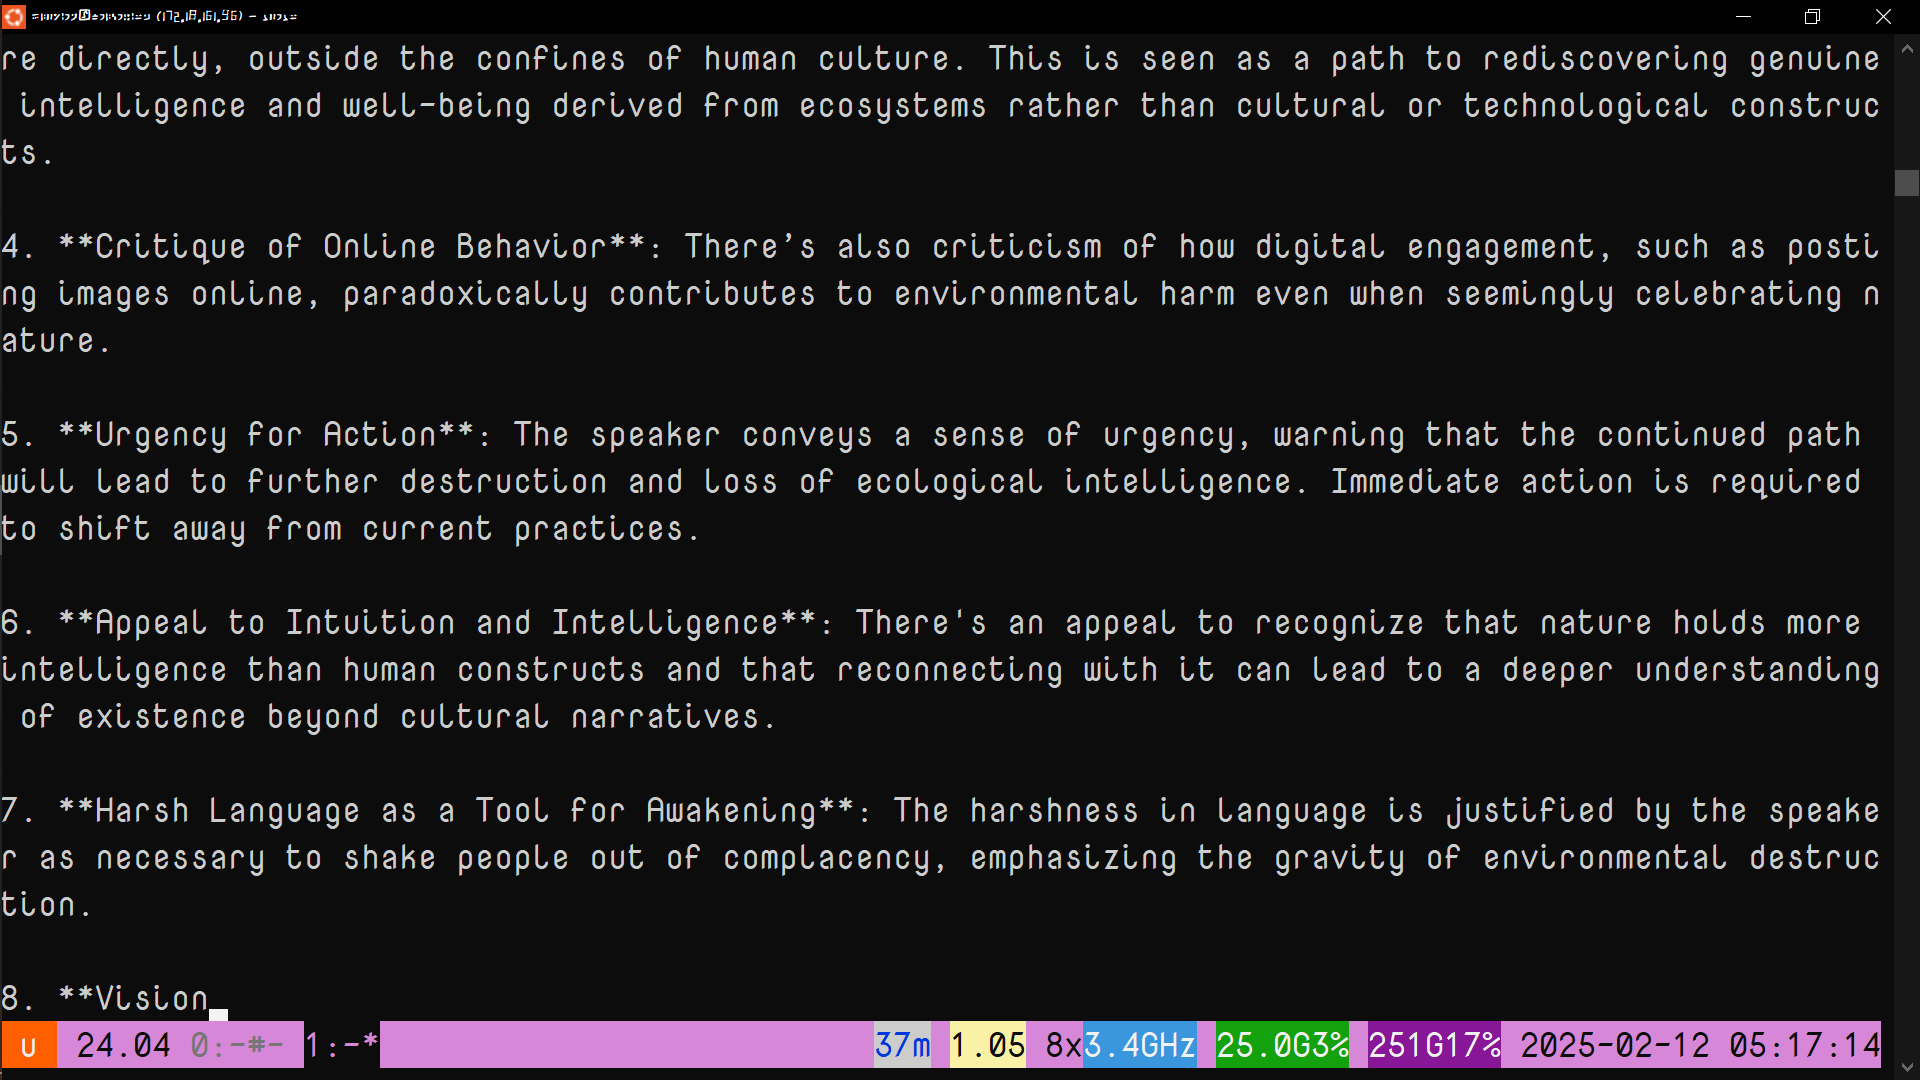 (172.18.161.96) -
re directly, outside the confines of human culture. This is seen as a path to rediscovering genuine
intelligence and well-being derived from ecosystems rather than cultural or technological construc
ts.
4. **Critique of Online Behavior**: There’s also criticism of how digital engagement, such as posti
ng images online, paradoxically contributes to environmental harm even when seemingly celebrating n
ature.
5. **Urgency for Action**: The speaker conveys a sense of urgency, warning that the continued path
will lead to further destruction and loss of ecological intelligence. Immediate action is required
to shift away from current practices.
6. **Appeal to Intuition and Intelligence**: There's an appeal to recognize that nature holds more
intelligence than human constructs and that reconnecting with it can lead to a deeper understanding
of existence beyond cultural narratives.
7. **Harsh Language as a Tool for Awakening**: The harshness in language is justified by the speake
r as necessary to shake people out of complacency, emphasizing the gravity of environmental destruc
tion.
8. **Vision
u 24.04 0:-#- 1:-* 37m 1.05 8x3.4GHz 25.0G3% 251G17% 2025-02-12 05:17:14